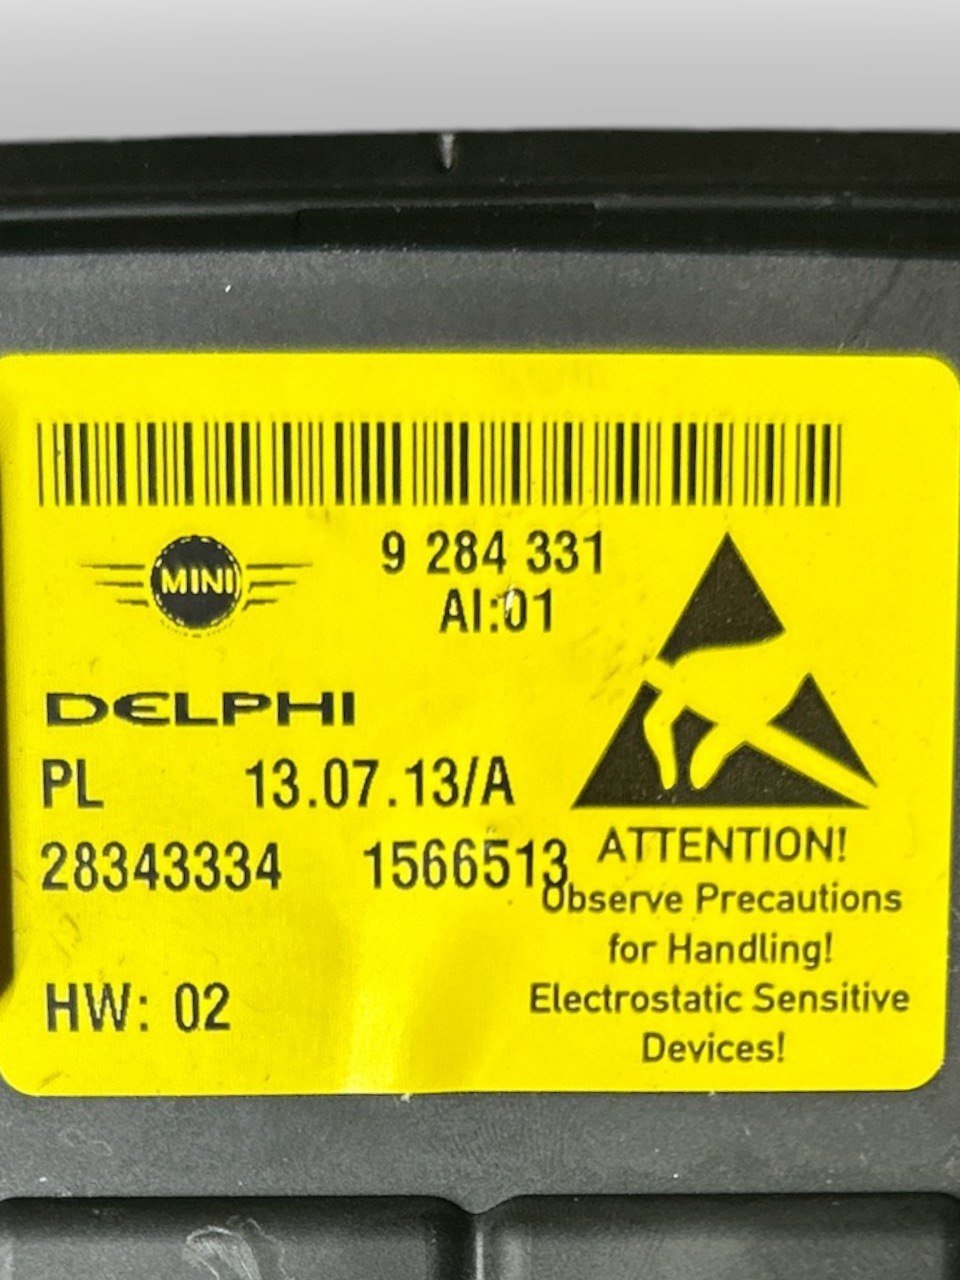 9 284 331
AI:01
MINI
DELPHI
PL 13.07.13/A
28343334 1566513
HW: 02
ATTENTION!
Observe Precautions
for Handling!
Electrostatic Sensitive
Devices!